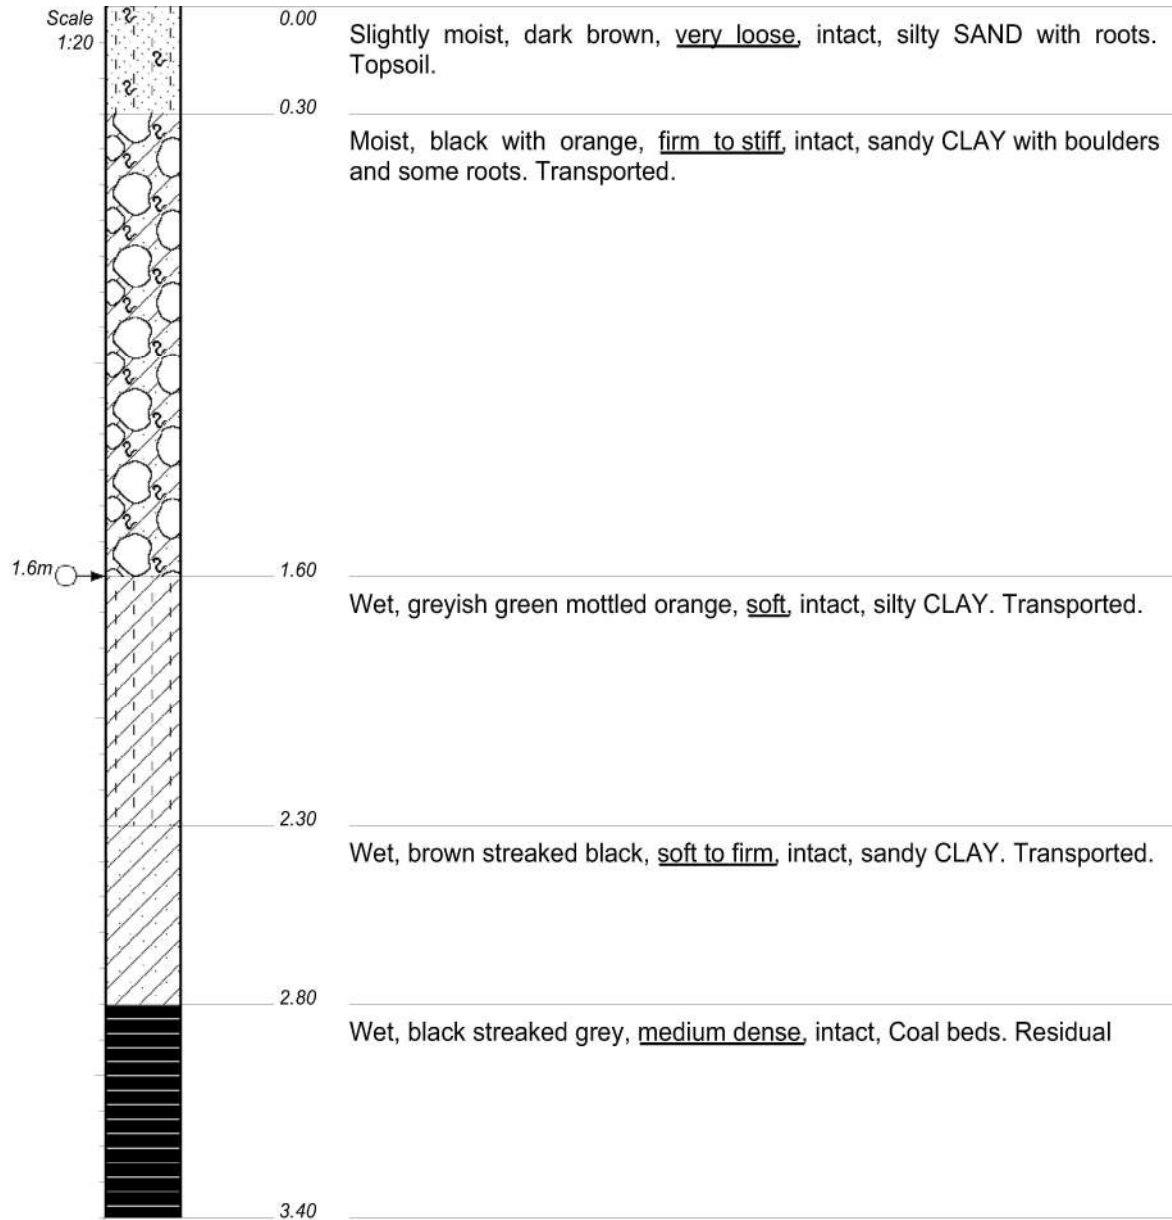 Scale
1:20
0.00
Slightly moist, dark brown, very loose, intact, silty SAND with roots.
Topsoil.
0.30
Moist, black with orange, firm to stiff, intact, sandy CLAY with boulders
and some roots. Transported.
1.6m
1.60
Wet, greyish green mottled orange, soft, intact, silty CLAY. Transported.
2.30
Wet, brown streaked black, soft to firm, intact, sandy CLAY. Transported.
2.80
Wet, black streaked grey, medium dense, intact, Coal beds. Residual
3.40